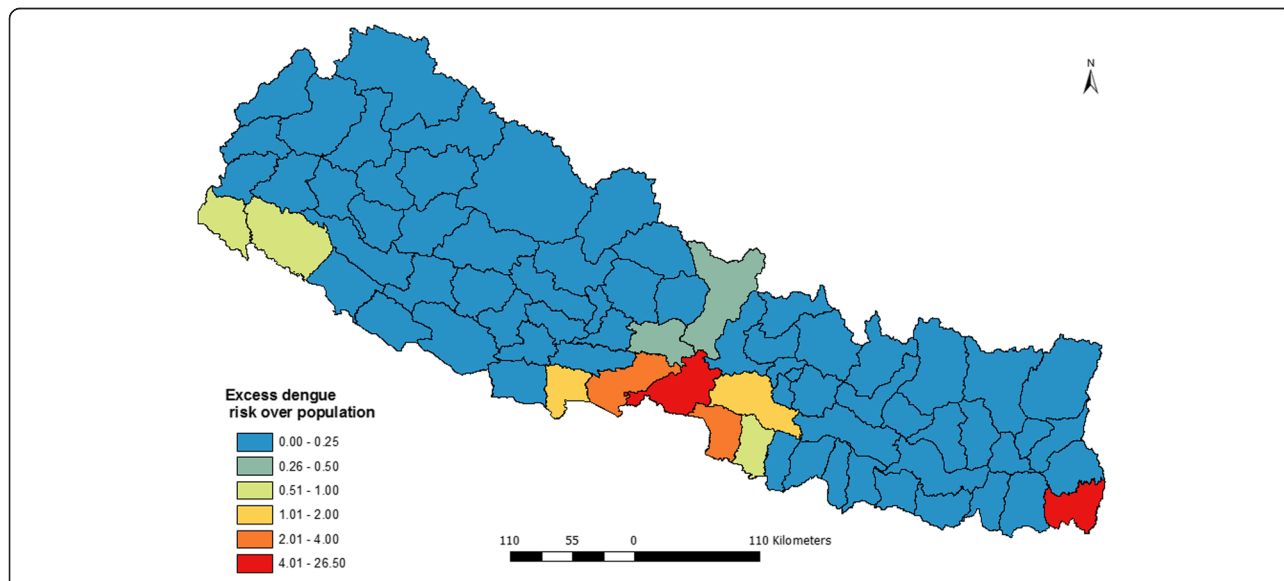 N
Excess dengue
risk over population
0.00 - 0.25
0.26 - 0.50
0.51 - 1.00
1.01 - 2.00
2.01 - 4.00
4.01 - 26.50
110 55 0 110 Kilometers